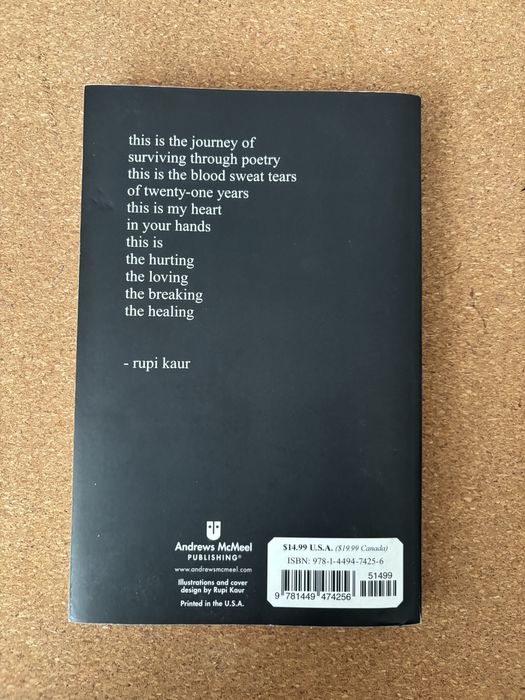 this is the journey of
surviving through poetry
this is the blood sweat tears
of twenty-one years
this is my heart
in your hands
this is
the hurting
the loving
the breaking
the healing
- rupi kaur
Andrews McMeel
PUBLISHING®
www.andrewsmcmeel.com
Illustrations and cover
design by Rupi Kaur
Printed in the U.S.A.
$14.99 U.S.A. ($19.99 Canada)
ISBN: 978-1-4494-7425-6
51499
9 781449 474256